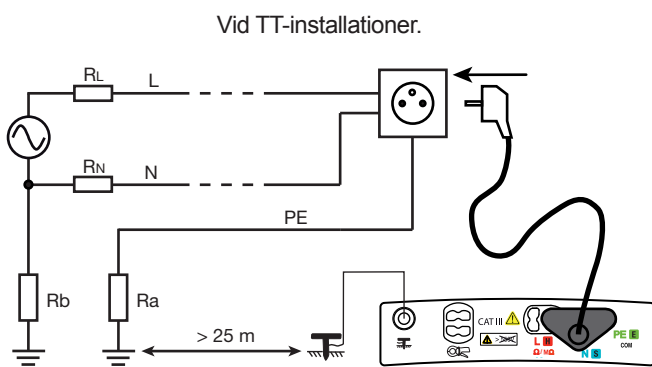 Vid TT-installationer.
RL
L
RN
N
PE
Rb
Ra
> 25 m
CAT III
L H
Ω/MΩ
N S
PE E
COM